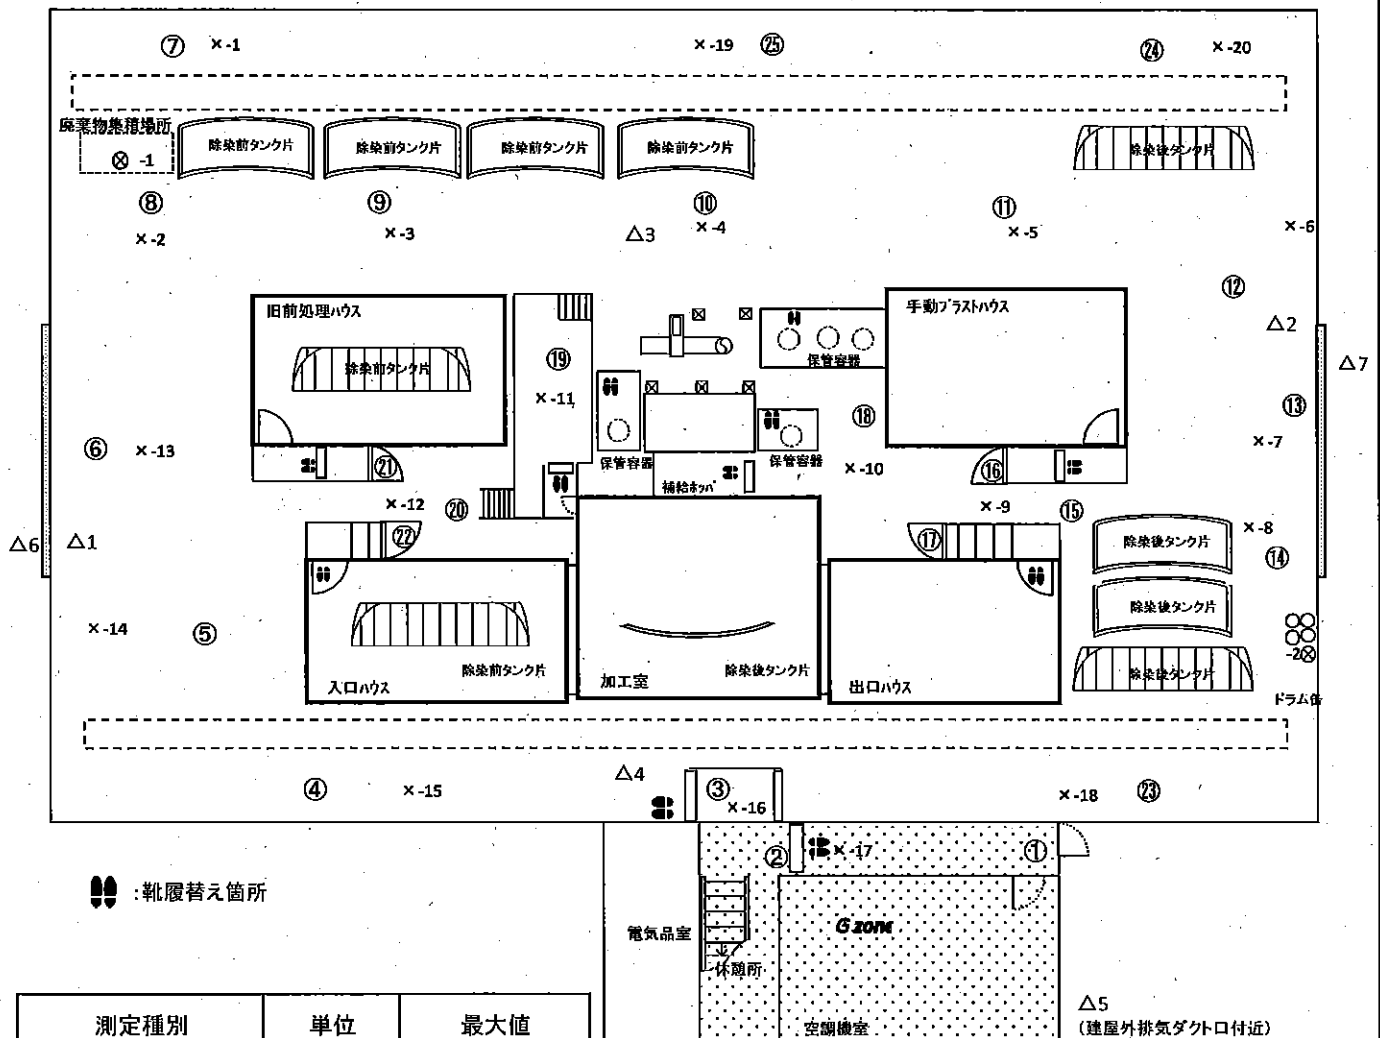 ⑦ ×-1 ×-19 ㉕ ㉔ ×-20
廃棄物集積場所
⊗ -1
除染前タンク片 除染前タンク片 除染前タンク片 除染前タンク片 除染後タンク片
⑧ ⑨ ⑩ ⑪
×-2 ×-3 △3 ×-4 ×-5 ×-6
⑫
旧前処理ハウス 手動ブラストハウス
△2
除染前タンク片 ⑲ 保管容器 △7
×-11 ⑱ ⑬
⑥ ×-13 ×-7
㉑ 保管容器 保管容器 ×-10 ⑯
補給ホッパ
×-12 ⑳ ×-9 ⑮
△6 △1 ㉒ ⑰ 除染後タンク片 ×-8
⑭
除染後タンク片
×-14 ⑤
-2⊗
除染前タンク片 除染後タンク片 除染後タンク片
入口ハウス 加工室 出口ハウス
ドラム缶
△4
④ ×-15 ③ ×-16 ×-18 ㉓
② ×-17 ①
:靴履替え箇所
電気品室 G zone
休憩所
測定種別 単位 最大値
空調機室
△5
(建屋外排気ダクト口付近)